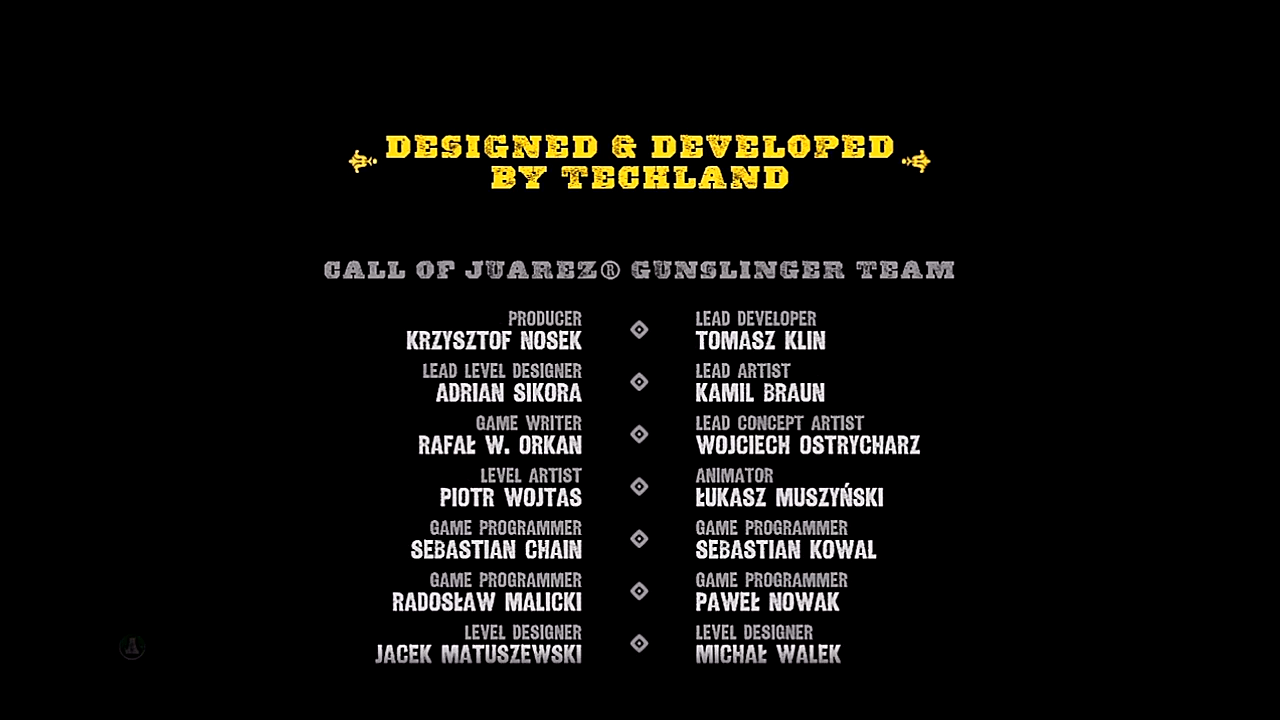 DESIGNED & DEVELOPED
BY TECHLAND
CALL OF JUAREZ® GUNSLINGER TEAM
PRODUCER
KRZYSZTOF NOSEK
LEAD DEVELOPER
TOMASZ KLIN
LEAD LEVEL DESIGNER
ADRIAN SIKORA
LEAD ARTIST
KAMIL BRAUN
GAME WRITER
RAFAŁ W. ORKAN
LEAD CONCEPT ARTIST
WOJCIECH OSTRYCHARZ
LEVEL ARTIST
PIOTR WOJTAS
ANIMATOR
ŁUKASZ MUSZYŃSKI
GAME PROGRAMMER
SEBASTIAN CHAIN
GAME PROGRAMMER
SEBASTIAN KOWAL
GAME PROGRAMMER
RADOSŁAW MALICKI
GAME PROGRAMMER
PAWEŁ NOWAK
LEVEL DESIGNER
JACEK MATUSZEWSKI
LEVEL DESIGNER
MICHAŁ WALEK
A